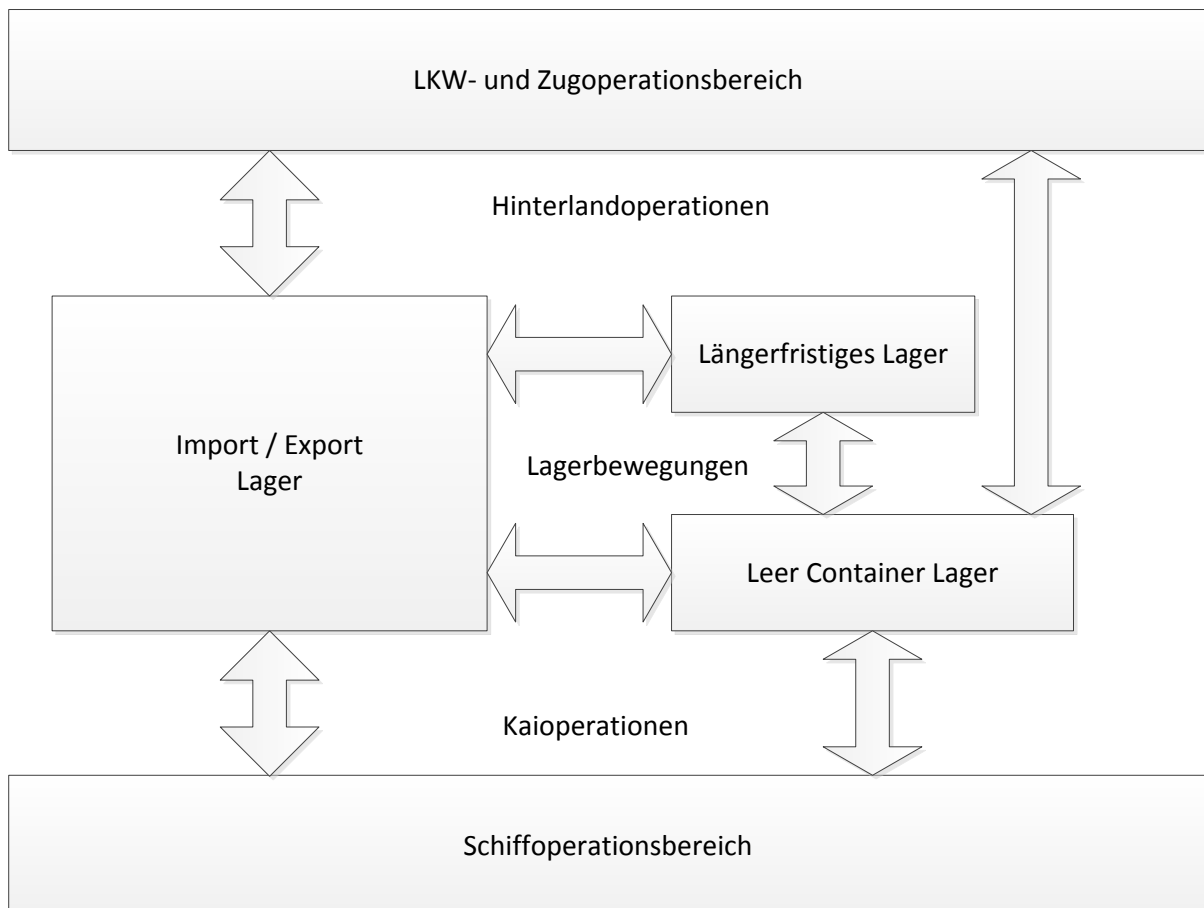 LKW- und Zugoperationsbereich
Hinterlandoperationen
Längerfristiges Lager
Import / Export
Lager
Lagerbewegungen
Leer Container Lager
Kaioperationen
Schiffoperationsbereich